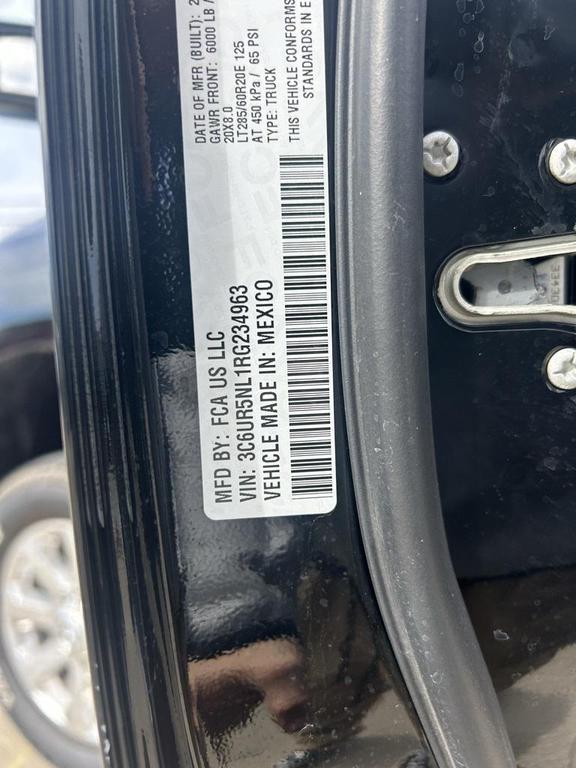 MFD BY: FCA US LLC
VIN: 3C6UR5NL1RG234963
VEHICLE MADE IN: MEXICO
DATE OF MFR (BUILT): 2
GAWR FRONT: 6000 LB /
20X8.0
LT285/60R20E 125
AT 450 kPa / 65 PSI
TYPE: TRUCK
THIS VEHICLE CONFORMS
STANDARDS IN E